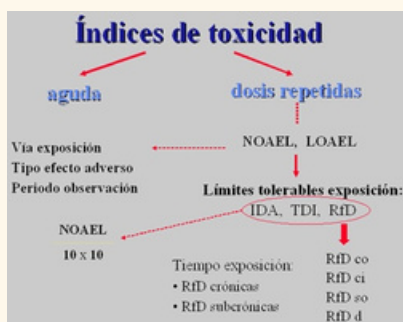 Índices de toxicidad
aguda
dosis repetidas
NOAEL, LOAEL
Vía exposición
Tipo efecto adverso
Periodo observación
Límites tolerables exposición:
IDA, TDI, RfD
NOAEL
10 x 10
Tiempo exposición:
• RfD crónicas
• RfD subcrónicas
RfD co
RfD ci
RfD so
RfD d